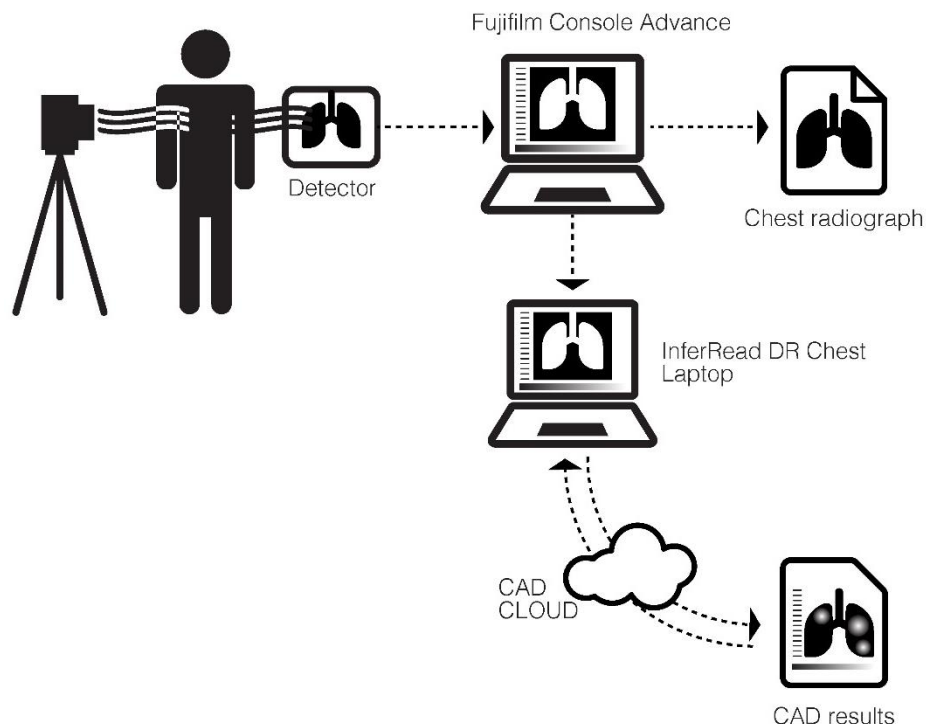 Fujifilm Console Advance
Detector
Chest radiograph
InferRead DR Chest
Laptop
CAD
CLOUD
CAD results